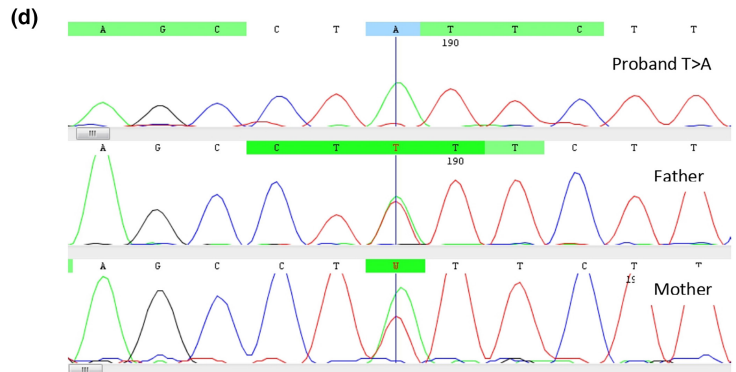 (d)
A G C C T A T T C T T
190
Proband T>A
A G C C T T T T C T T
190
Father
A G C C T W T T C T T
Mother